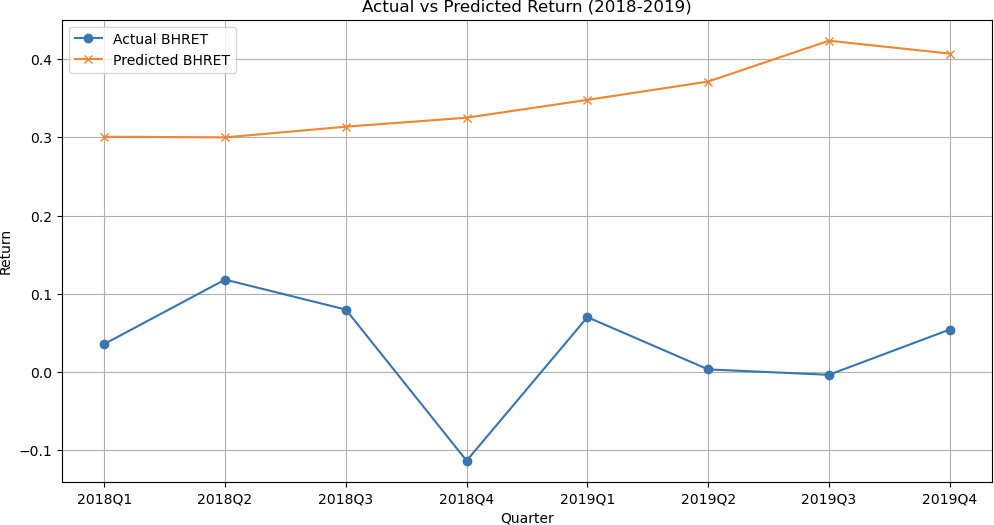 Actual vs Predicted Return (2018-2019)
Actual BHRET
Predicted BHRET
0.4
0.3
0.2
0.1
0.0
−0.1
Return
2018Q1 2018Q2 2018Q3 2018Q4 2019Q1 2019Q2 2019Q3 2019Q4
Quarter